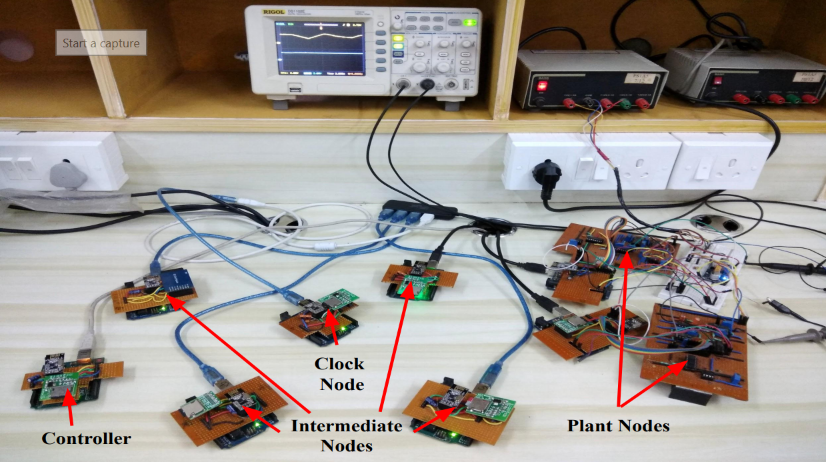 Start a capture
RIGOL
Clock
Node
Intermediate
Nodes
Plant Nodes
Controller